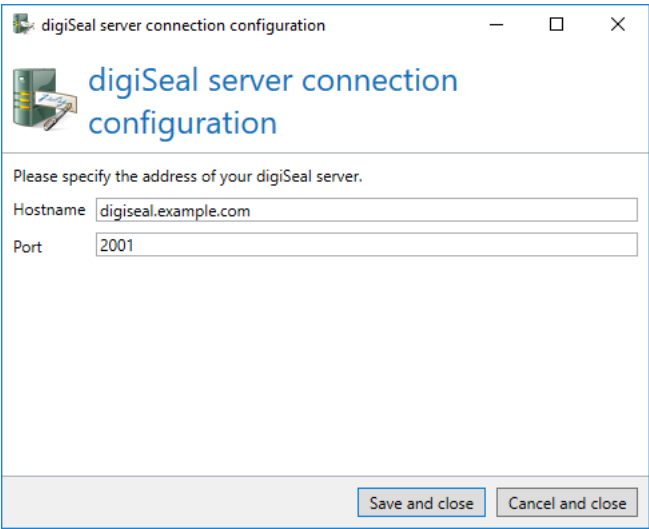 digiSeal server connection configuration
digiSeal server connection
configuration
Please specify the address of your digiSeal server.
Hostname digiseal.example.com
Port 2001
Save and close Cancel and close